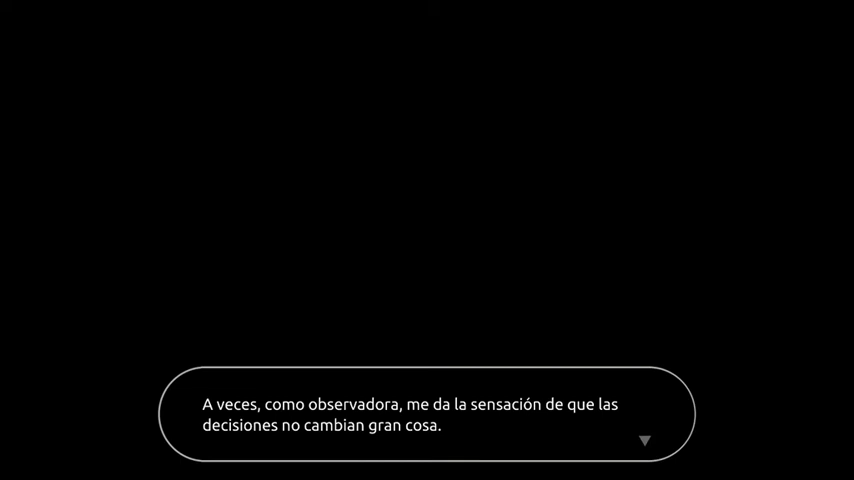 A veces, como observadora, me da la sensación de que las
decisiones no cambian gran cosa.